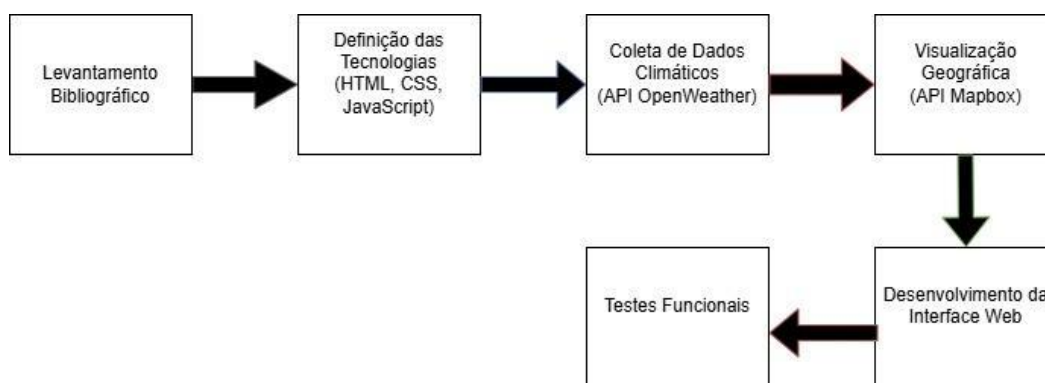 Levantamento
Bibliográfico
Definição das
Tecnologias
(HTML, CSS,
JavaScript)
Coleta de Dados
Climáticos
(API OpenWeather)
Visualização
Geográfica
(API Mapbox)
Desenvolvimento da
Interface Web
Testes Funcionais